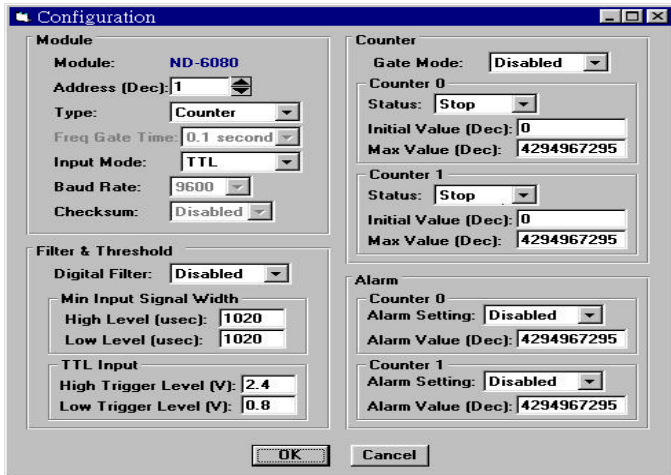 Configuration
Module
Module: ND-6080
Address (Dec): 1
Type: Counter
Freq Gate Time: 0.1 second
Input Mode: TTL
Baud Rate: 9600
Checksum: Disabled
Filter & Threshold
Digital Filter: Disabled
Min Input Signal Width
High Level (usec): 1020
Low Level (usec): 1020
TTL Input
High Trigger Level (V): 2.4
Low Trigger Level (V): 0.8
Counter
Gate Mode: Disabled
Counter 0
Status: Stop
Initial Value (Dec): 0
Max Value (Dec): 4294967295
Counter 1
Status: Stop
Initial Value (Dec): 0
Max Value (Dec): 4294967295
Alarm
Counter 0
Alarm Setting: Disabled
Alarm Value (Dec): 4294967295
Counter 1
Alarm Setting: Disabled
Alarm Value (Dec): 4294967295
OK Cancel